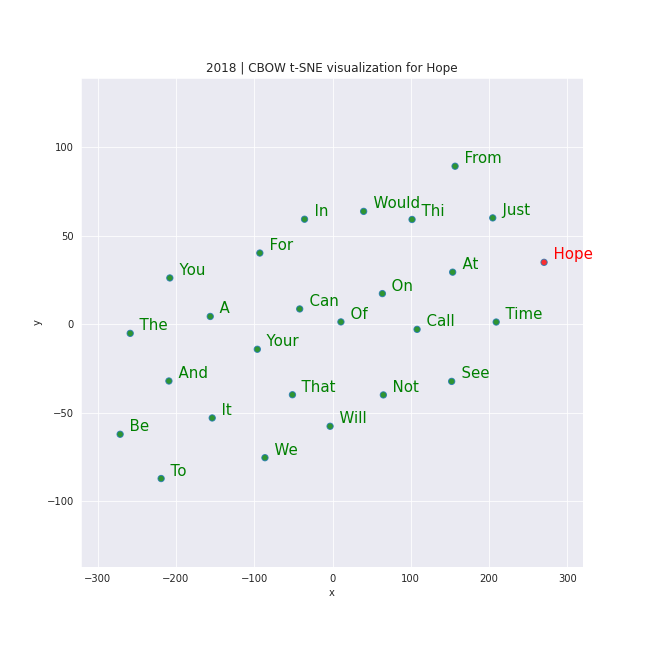 2018 | CBOW t-SNE visualization for Hope
100
50
0
−50
−100
y
From
Would
Just
In
Thi
For
Hope
At
You
On
Can
A
Of
Time
The
Call
Your
And
See
That
Not
It
Will
Be
We
To
−300
−200
−100
0
100
200
300
x